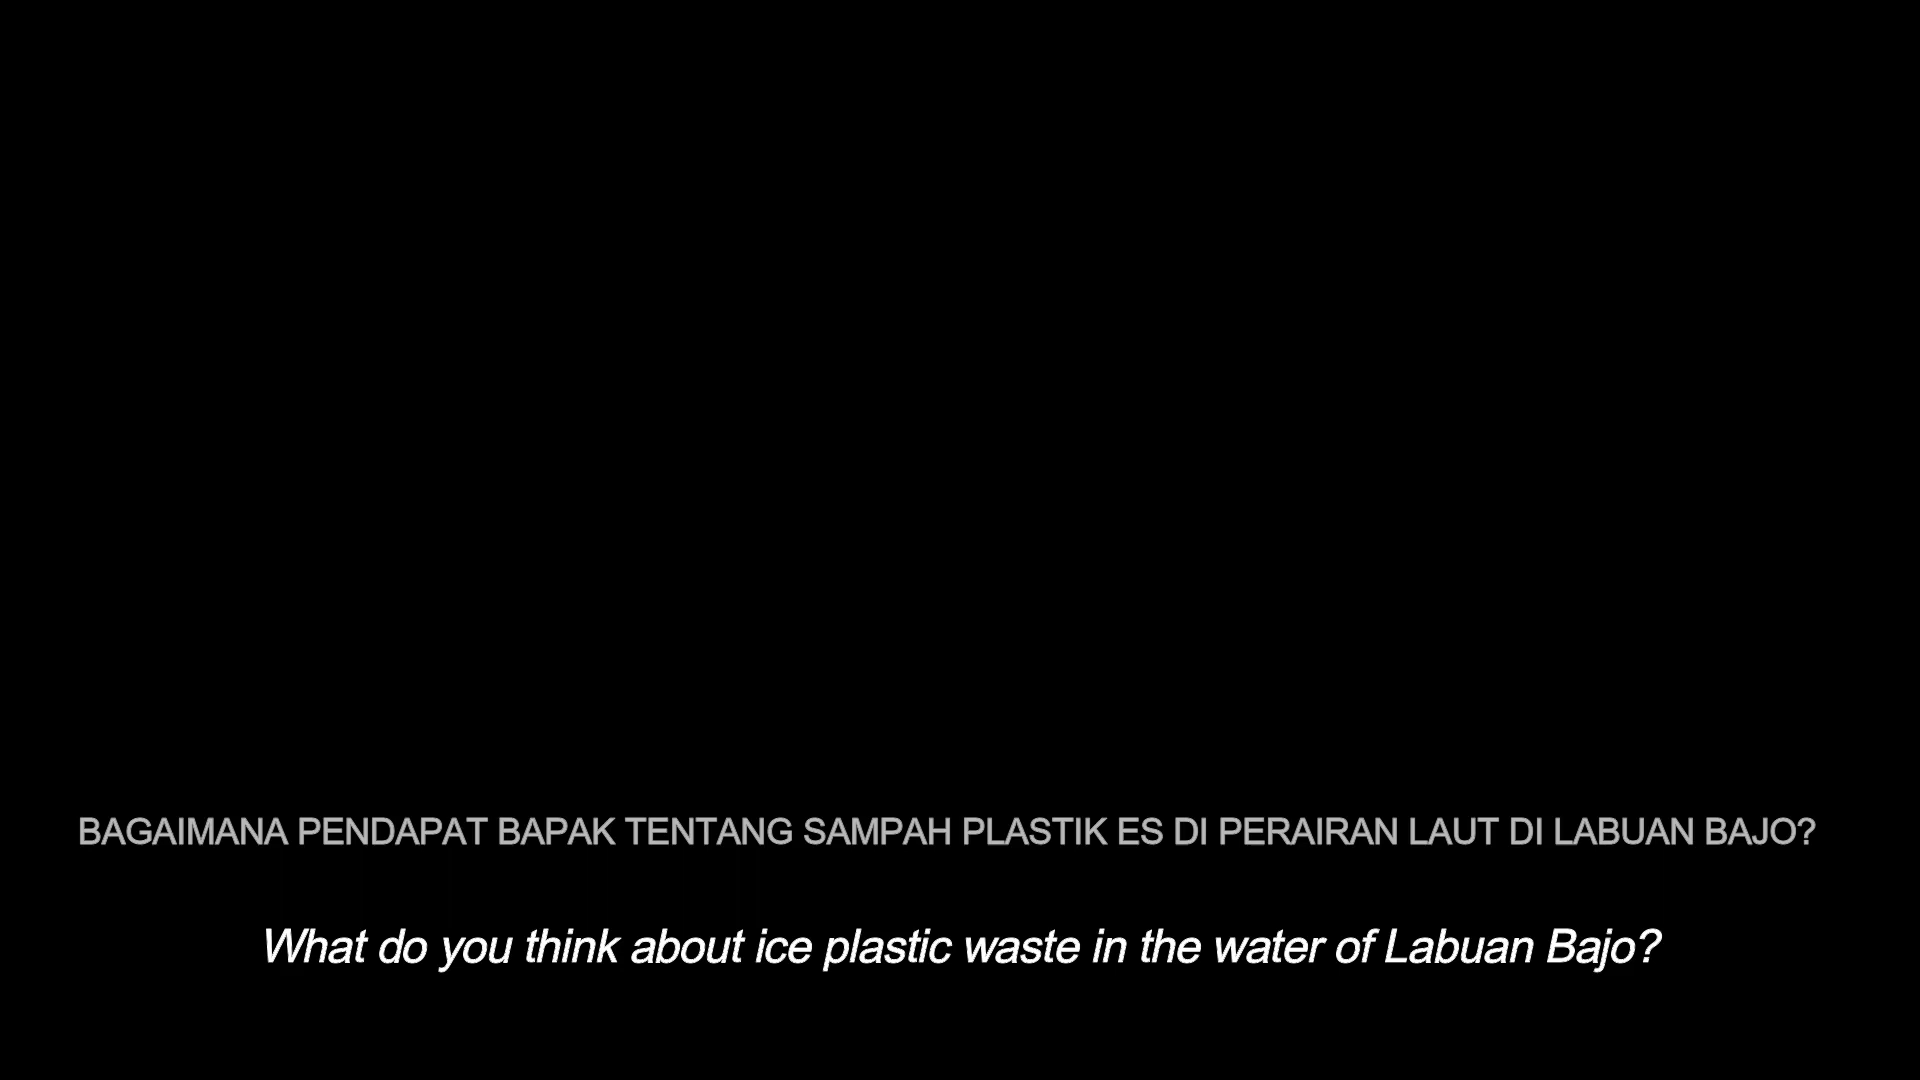 BAGAIMANA PENDAPAT BAPAK TENTANG SAMPAH PLASTIK ES DI PERAIRAN LAUT DI LABUAN BAJO?
What do you think about ice plastic waste in the water of Labuan Bajo?